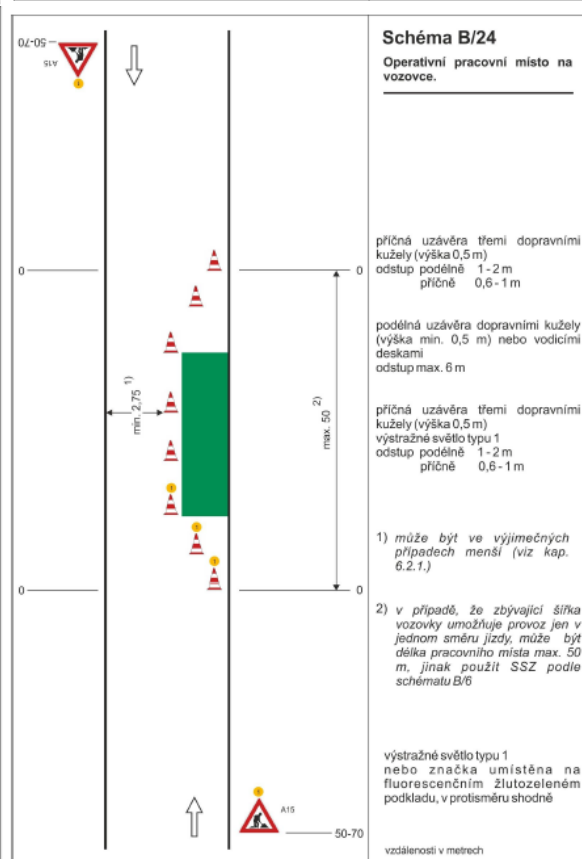 Schéma B/24
Operativní pracovní místo na
vozovce.
50-70
A15
1
příčná uzávěra třemi dopravními
kužely (výška 0,5 m)
odstup podélně 1 - 2 m
příčně 0,6 - 1 m
0
0
podélná uzávěra dopravními kužely
(výška min. 0,5 m) nebo vodicími
deskami
odstup max. 6 m
min. 2,75 1)
max. 50 2)
příčná uzávěra třemi dopravními
kužely (výška 0,5 m)
výstražné světlo typu 1
odstup podélně 1 - 2 m
příčně 0,6 - 1 m
1
1
1
0
0
1) může být ve výjimečných
případech menší (viz kap.
6.2.1.)
2) v případě, že zbývající šířka
vozovky umožňuje provoz jen v
jednom směru jízdy, může být
délka pracovního místa max. 50
m, jinak použít SSZ podle
schématu B/6
výstražné světlo typu 1
nebo značka umístěna na
fluorescenčním žlutozeleném
podkladu, v protisměru shodně
1
A15
50-70
vzdálenosti v metrech